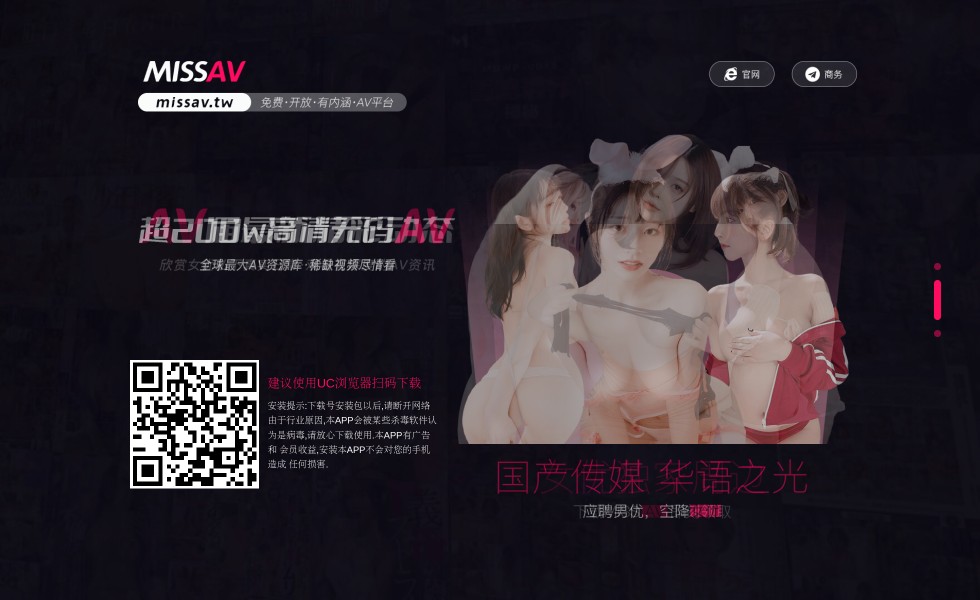 MISSAV
官网
商务
missav.tw
免费·开放·有内涵·AV平台
超200W高清无码AV
全球最大AV资源库·稀缺视频尽情看
建议使用UC浏览器扫码下载
安装提示:下载号安装包以后,请断开网络
由于行业原因,本APP会被某些杀毒软件认
为是病毒,请放心下载使用,本APP有广告
和 会员收益,安装本APP不会对您的手机
造成 任何损害.
国产传媒 华语之光
应聘男优，空降